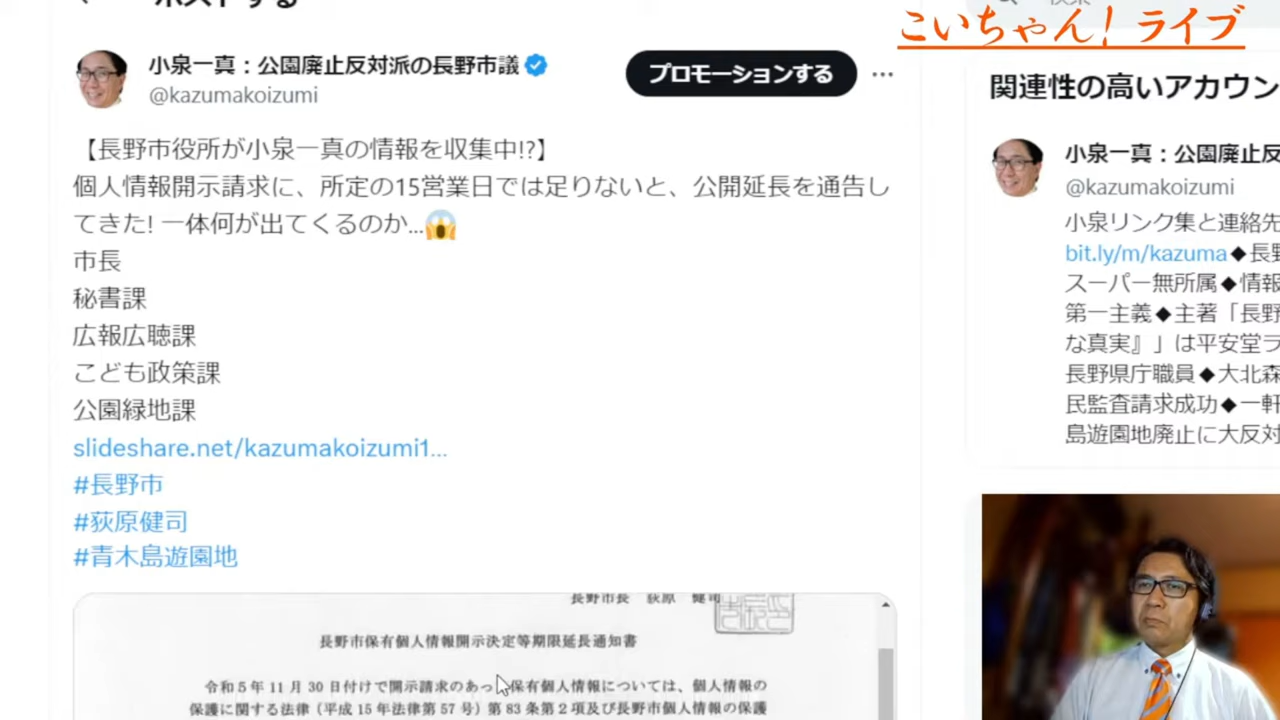 こいちゃん！ライブ
小泉一真：公園廃止反対派の長野市議
プロモーションする
@kazumakoizumi
【長野市役所が小泉一真の情報を収集中!?】
個人情報開示請求に、所定の15営業日では足りないと、公開延長を通告し
てきた! 一体何が出てくるのか...😱
市長
秘書課
広報広聴課
こども政策課
公園緑地課
slideshare.net/kazumakoizumi1...
#長野市
#荻原健司
#青木島遊園地
長野市長 荻原 健司
長野市保有個人情報開示決定等期限延長通知書
令和５年 11 月 30 日付けで開示請求のあっ 保有個人情報については、個人情報の
保護に関する法律（平成 15 年法律第 57 号）第 83 条第２項及び長野市個人情報の保護
関連性の高いアカウン
小泉一真：公園廃止反
@kazumakoizumi
小泉リンク集と連絡先
bit.ly/m/kazuma◆長野
スーパー無所属◆情報
第一主義◆主著「長野
な真実』」は平安堂ラ
長野県庁職員◆大北森
民監査請求成功◆一軒
島遊園地廃止に大反対